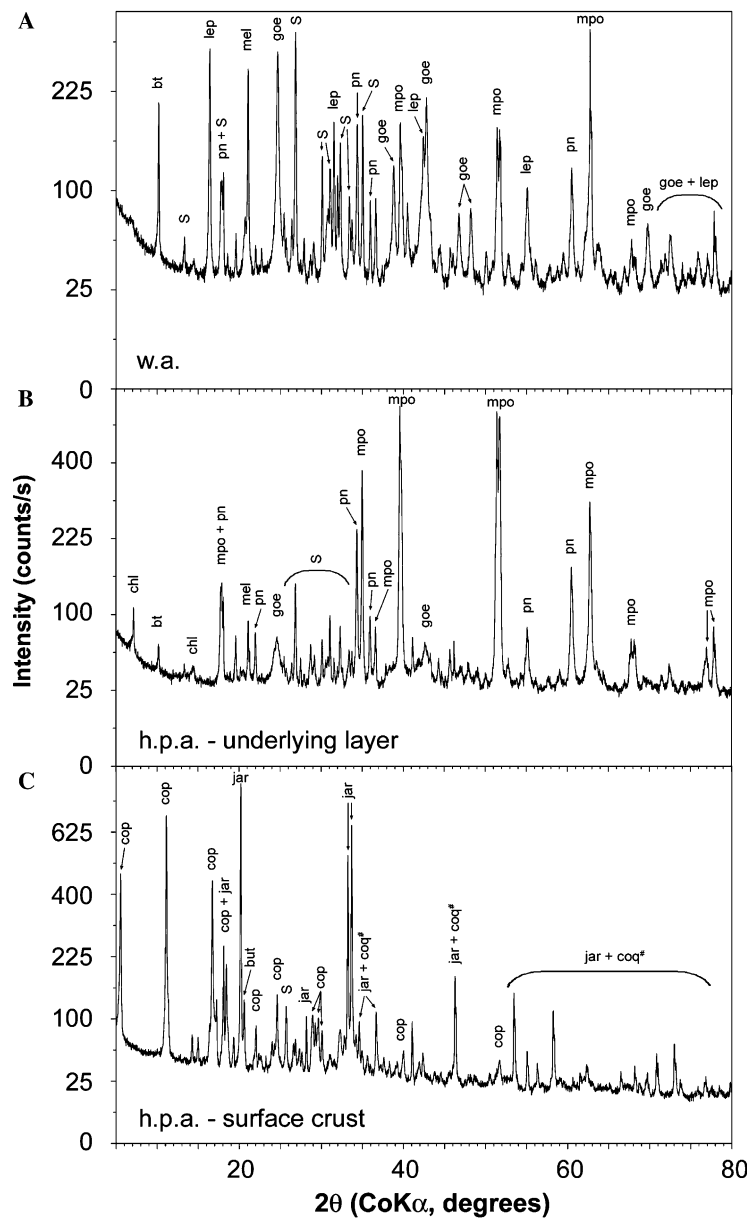 A
bt
S
lep
pn + S
mel
goe
S
S
lep
S
pn
S
pn
goe
mpo
lep
goe
goe
mpo
lep
pn
mpo
mpo
goe
goe + lep
225
100
25
0
w.a.
B
chl
bt
chl
mpo + pn
mel
pn
goe
S
pn
mpo
pn
mpo
mpo
goe
mpo
pn
pn
mpo
mpo
mpo
400
225
100
25
0
h.p.a. - underlying layer
Intensity (counts/s)
C
cop
cop
cop
cop + jar
jar
but
cop
cop
S
jar
cop
jar
jar + coq#
cop
jar + coq#
cop
jar + coq#
625
400
225
100
25
0
h.p.a. - surface crust
20
40
60
80
2θ (CoKα, degrees)